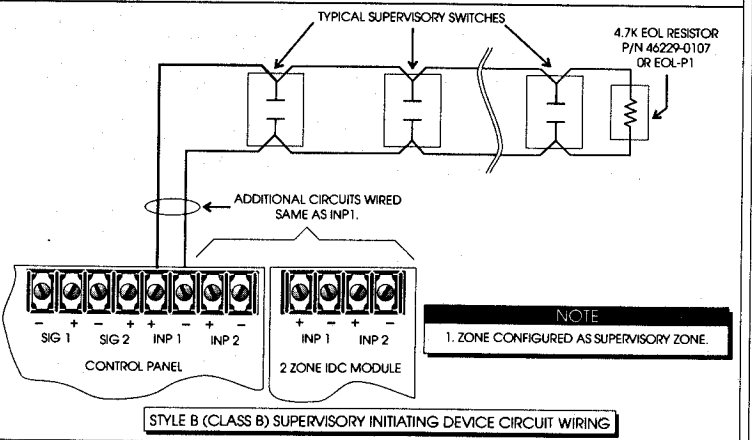 TYPICAL SUPERVISORY SWITCHES
4.7K EOL RESISTOR
P/N 46229-0107
OR EOL-P1
ADDITIONAL CIRCUITS WIRED
SAME AS INP1.
- + - + + - + -
SIG 1 SIG 2 INP 1 INP 2
CONTROL PANEL
+ - + -
INP 1 INP 2
2 ZONE IDC MODULE
NOTE
1. ZONE CONFIGURED AS SUPERVISORY ZONE.
STYLE B (CLASS B) SUPERVISORY INITIATING DEVICE CIRCUIT WIRING